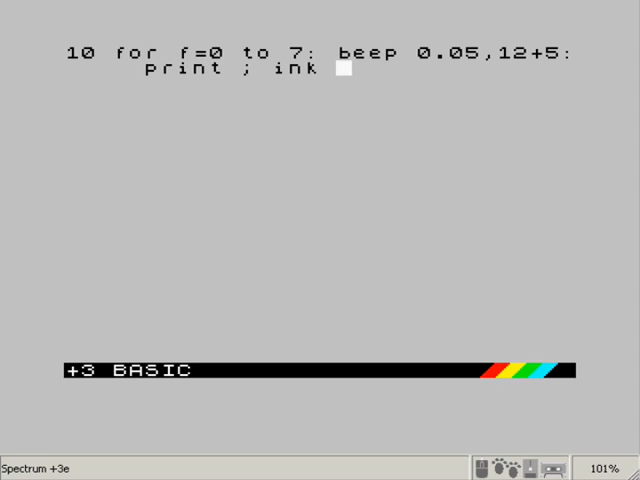 10 for f=0 to 7: beep 0.05,12+5:
print ; ink
+3 BASIC
Spectrum +3e
101%